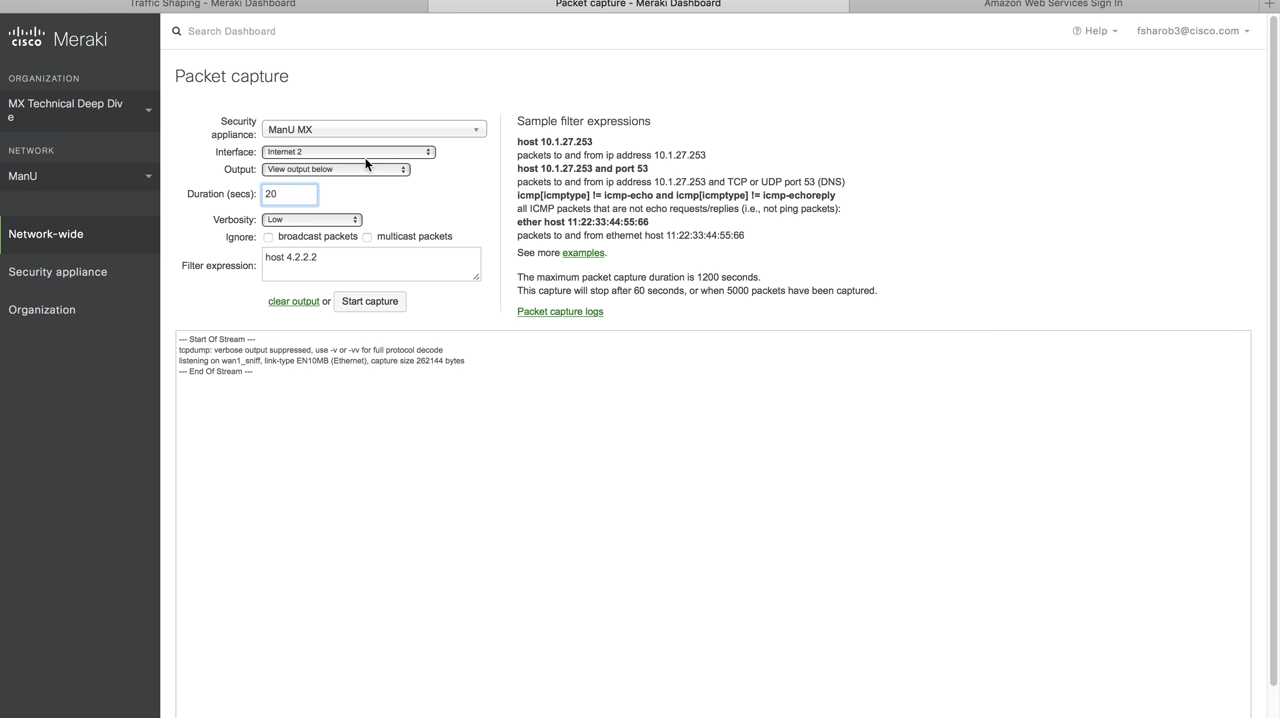 Traffic Shaping - Meraki Dashboard
Packet capture - Meraki Dashboard
Amazon Web Services Sign In
cisco Meraki
Search Dashboard
Help
fsharob3@cisco.com
ORGANIZATION
MX Technical Deep Div
e
NETWORK
ManU
Network-wide
Security appliance
Organization
Packet capture
Security
appliance:
ManU MX
Interface: Internet 2
Output: View output below
Duration (secs): 20
Verbosity: Low
Ignore: broadcast packets multicast packets
Filter expression: host 4.2.2.2
clear output or Start capture
Sample filter expressions
host 10.1.27.253
packets to and from ip address 10.1.27.253
host 10.1.27.253 and port 53
packets to and from ip address 10.1.27.253 and TCP or UDP port 53 (DNS)
icmp[icmptype] != icmp-echo and icmp[icmptype] != icmp-echoreply
all ICMP packets that are not echo requests/replies (i.e., not ping packets):
ether host 11:22:33:44:55:66
packets to and from ethernet host 11:22:33:44:55:66
See more examples.
The maximum packet capture duration is 1200 seconds.
This capture will stop after 60 seconds, or when 5000 packets have been captured.
Packet capture logs
--- Start Of Stream ---
tcpdump: verbose output suppressed, use -v or -vv for full protocol decode
listening on wan1_sniff, link-type EN10MB (Ethernet), capture size 262144 bytes
--- End Of Stream ---